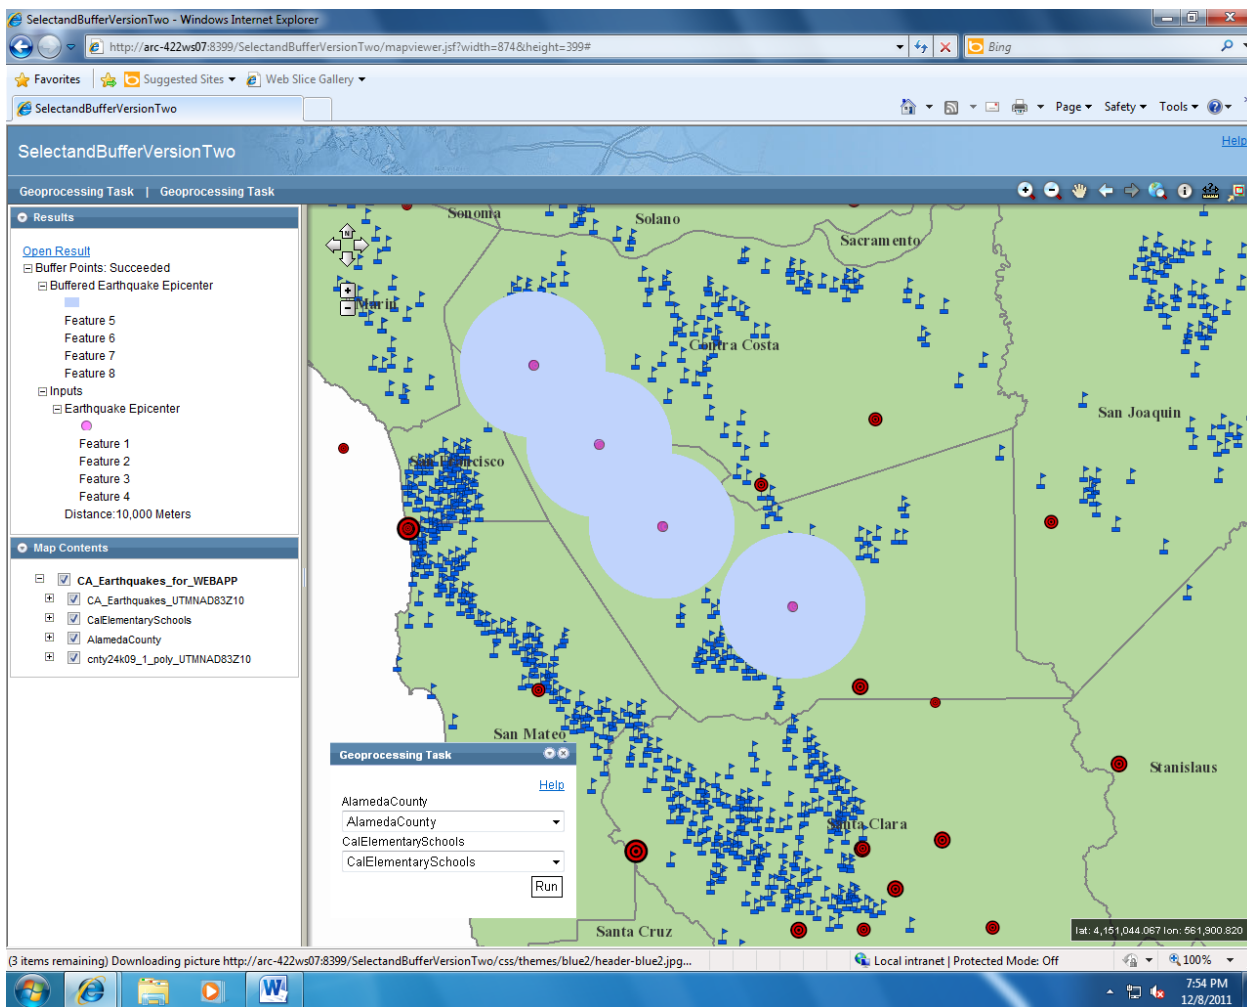 SelectandBufferVersionTwo - Windows Internet Explorer
http://arc-422ws07:8399/SelectandBufferVersionTwo/mapviewer.jsf?width=874&height=399#
Bing
Favorites
Suggested Sites
Web Slice Gallery
SelectandBufferVersionTwo
Page
Safety
Tools
SelectandBufferVersionTwo
Help
Geoprocessing Task | Geoprocessing Task
Results
Open Result
Buffer Points: Succeeded
Buffered Earthquake Epicenter
Feature 5
Feature 6
Feature 7
Feature 8
Inputs
Earthquake Epicenter
Feature 1
Feature 2
Feature 3
Feature 4
Distance:10,000 Meters
Map Contents
CA_Earthquakes_for_WEBAPP
CA_Earthquakes_UTMNAD83Z10
CalElementarySchools
AlamedaCounty
cnty24k09_1_poly_UTMNAD83Z10
Sonoma
Solano
Sacramento
N
Marin
Contra Costa
San Joaquin
San Francisco
San Mateo
Stanislaus
Santa Clara
Santa Cruz
Geoprocessing Task
Help
AlamedaCounty
AlamedaCounty
CalElementarySchools
CalElementarySchools
Run
lat: 4,151,044.067 lon: 561,900.820
(3 items remaining) Downloading picture http://arc-422ws07:8399/SelectandBufferVersionTwo/css/themes/blue2/header-blue2.jpg...
Local intranet | Protected Mode: Off
100%
7:54 PM
12/8/2011